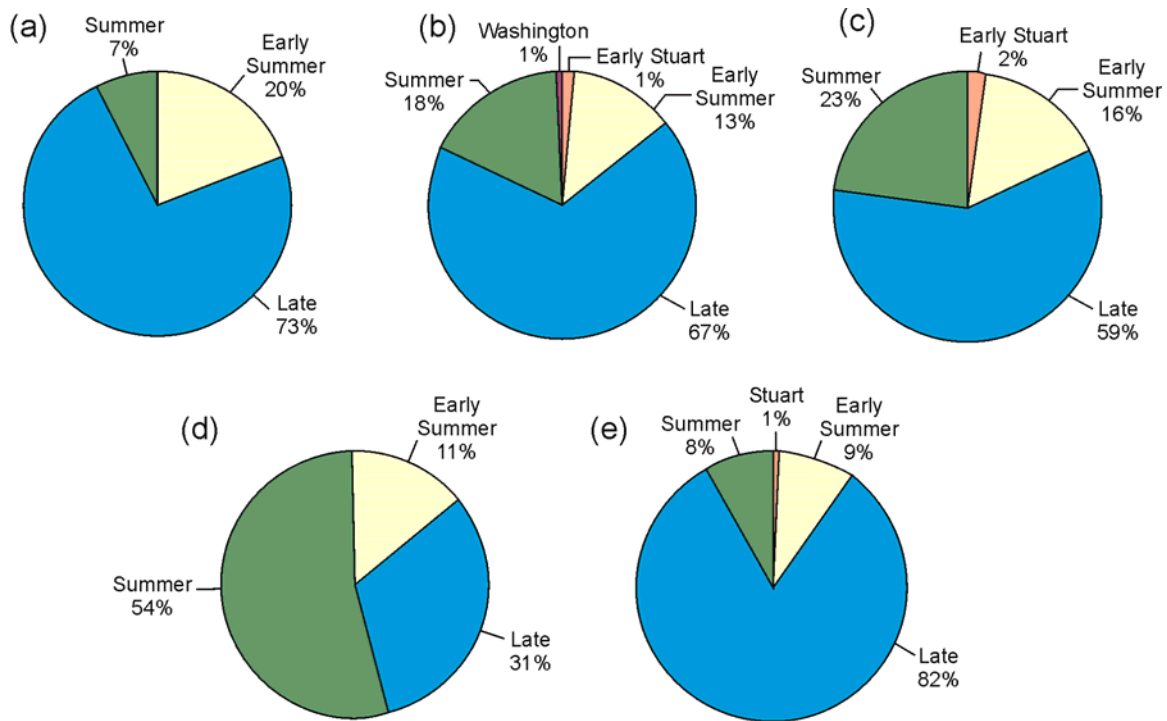 (a)
Summer
7%
Early
Summer
20%
Late
73%
(b)
Washington
1%
Early Stuart
1%
Summer
18%
Early
Summer
13%
Late
67%
(c)
Early Stuart
2%
Summer
23%
Early
Summer
16%
Late
59%
(d)
Early
Summer
11%
Summer
54%
Late
31%
(e)
Stuart
1%
Summer
8%
Early
Summer
9%
Late
82%